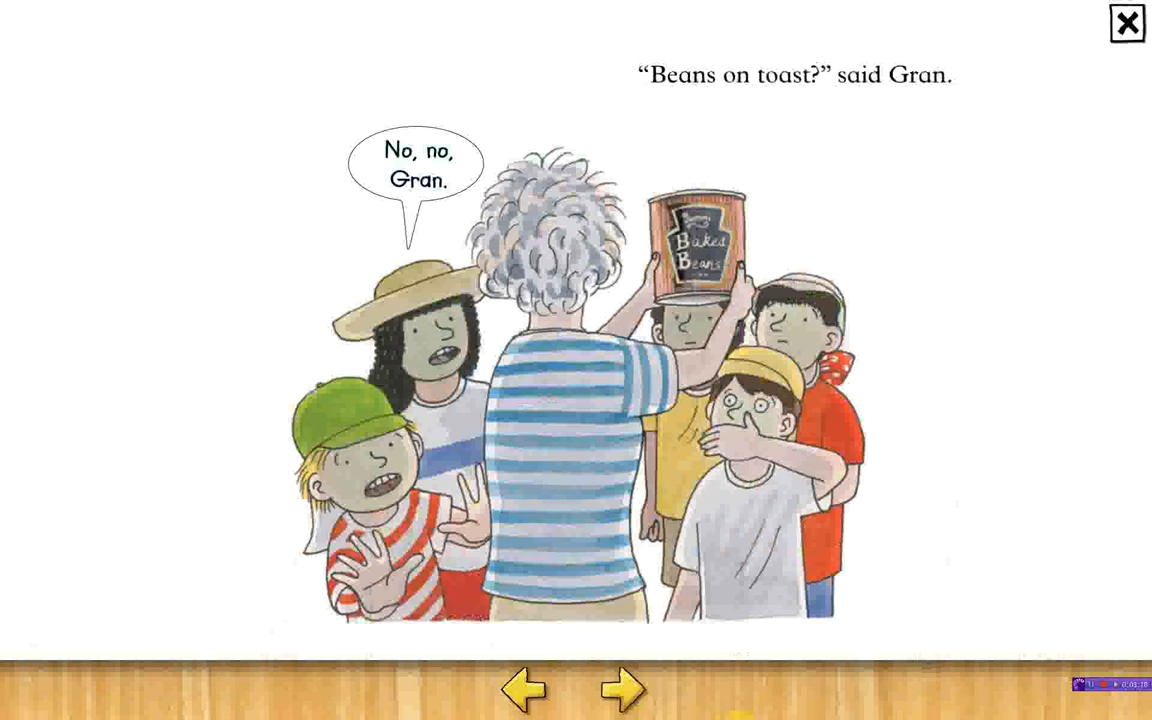 “Beans on toast?” said Gran.
No, no,
Gran.
Bakes
Beans